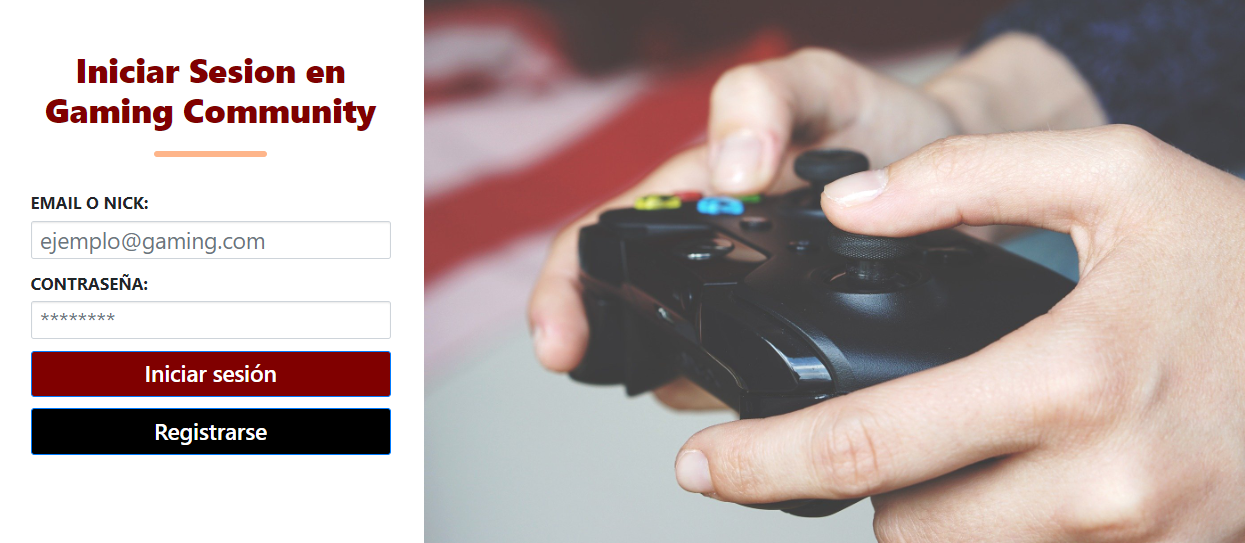 Iniciar Sesion en
Gaming Community
EMAIL O NICK:
ejemplo@gaming.com
CONTRASEÑA:
********
Iniciar sesión
Registrarse